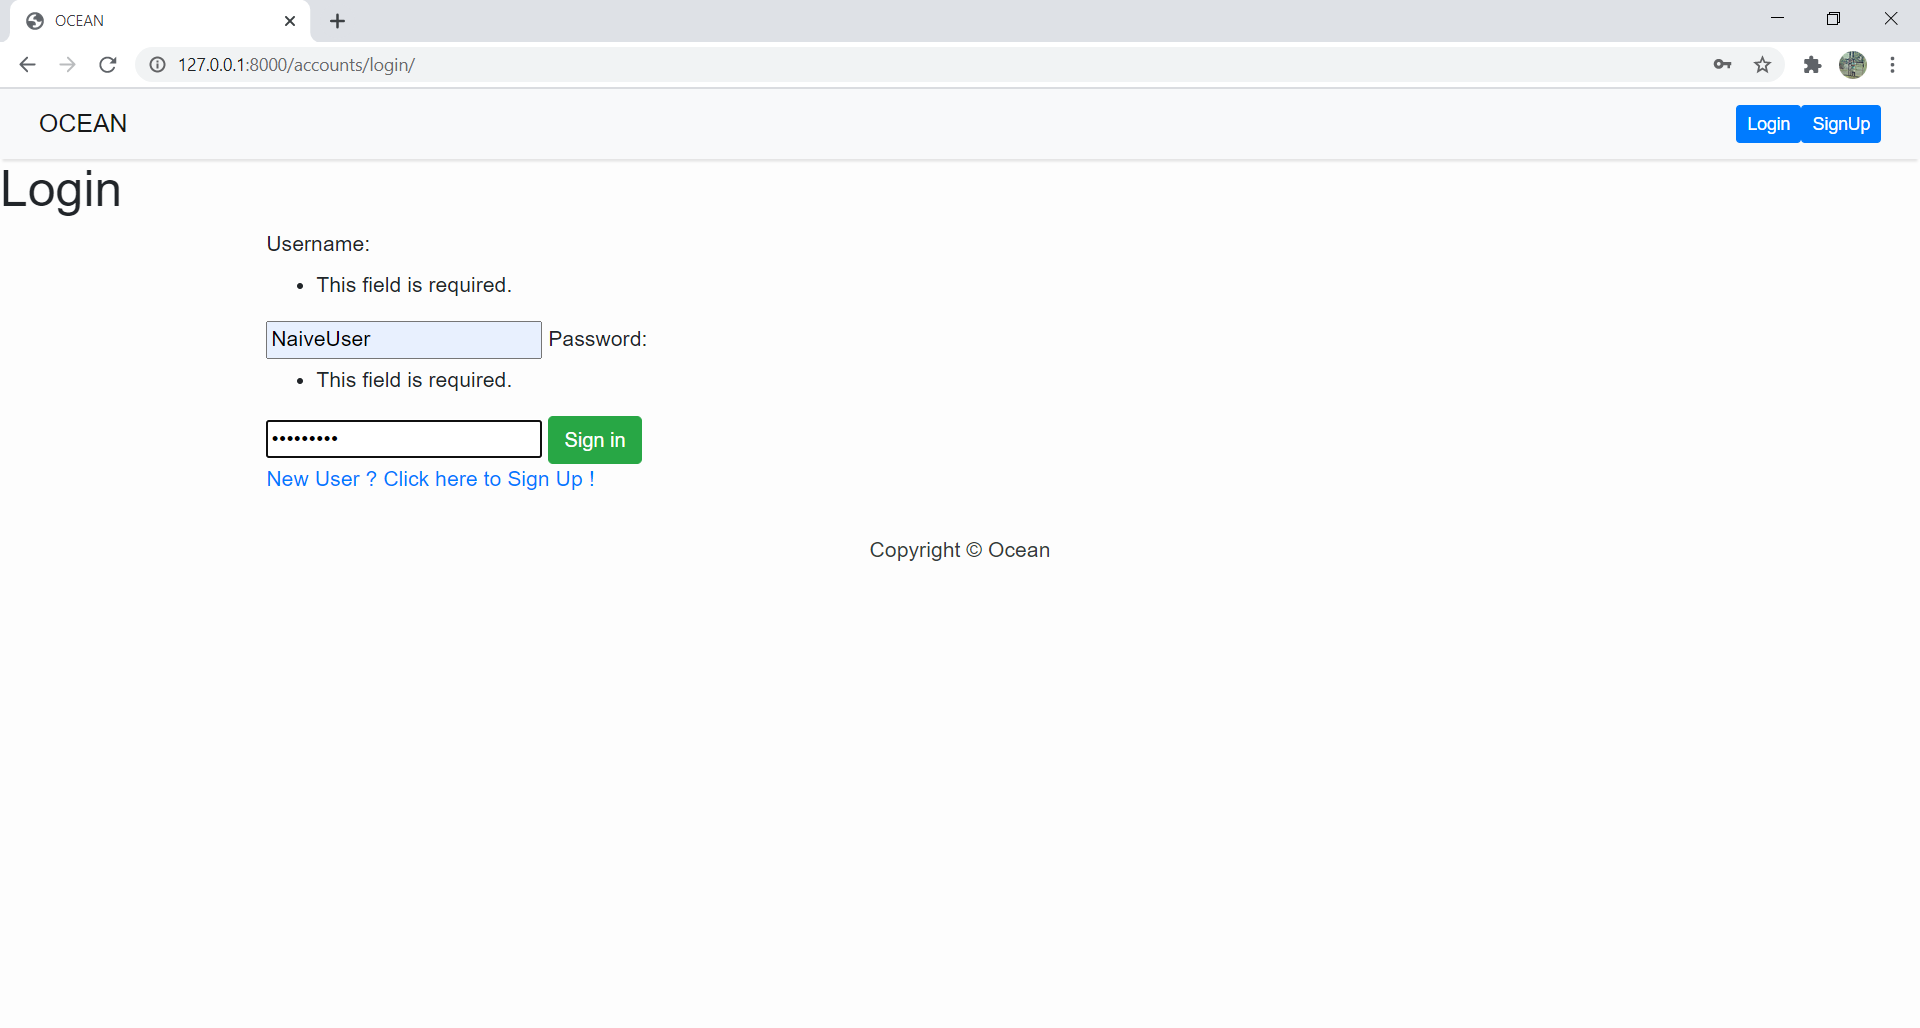 OCEAN
127.0.0.1:8000/accounts/login/
OCEAN
Login SignUp
Login
Username:
• This field is required.
NaiveUser Password:
• This field is required.
••••••••• Sign in
New User ? Click here to Sign Up !
Copyright © Ocean